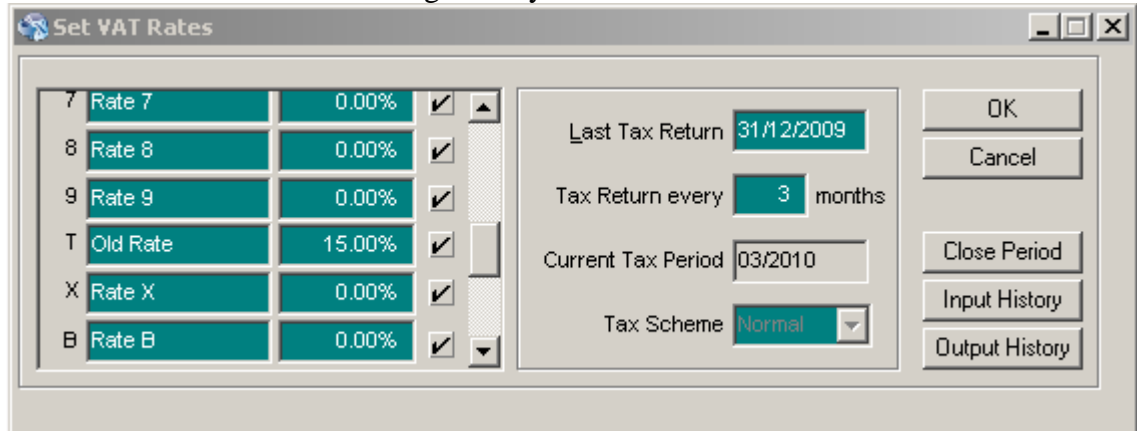 Set VAT Rates
7 Rate 7 0.00%
8 Rate 8 0.00%
9 Rate 9 0.00%
T Old Rate 15.00%
X Rate X 0.00%
B Rate B 0.00%
Last Tax Return 31/12/2009
Tax Return every 3 months
Current Tax Period 03/2010
Tax Scheme Normal
OK
Cancel
Close Period
Input History
Output History